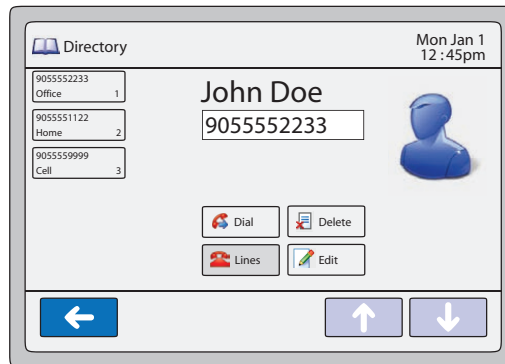 Directory
Mon Jan 1
12 :45pm
9055552233
Office 1
9055551122
Home 2
9055559999
Cell 3
John Doe
9055552233
Dial
Delete
Lines
Edit